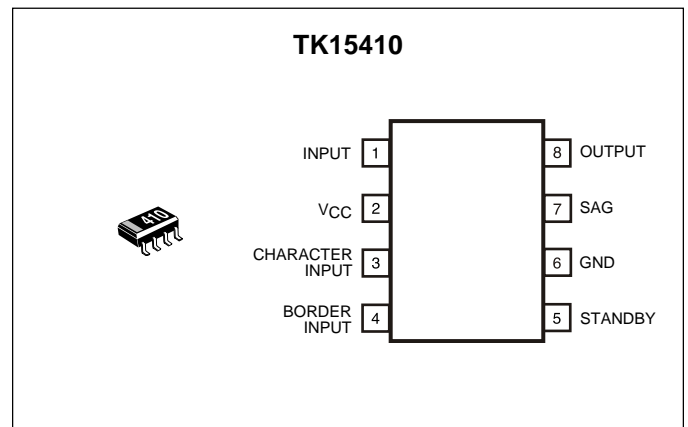 TK15410
INPUT 1
8 OUTPUT
VCC 2
7 SAG
CHARACTER
INPUT 3
6 GND
BORDER
INPUT 4
5 STANDBY
410